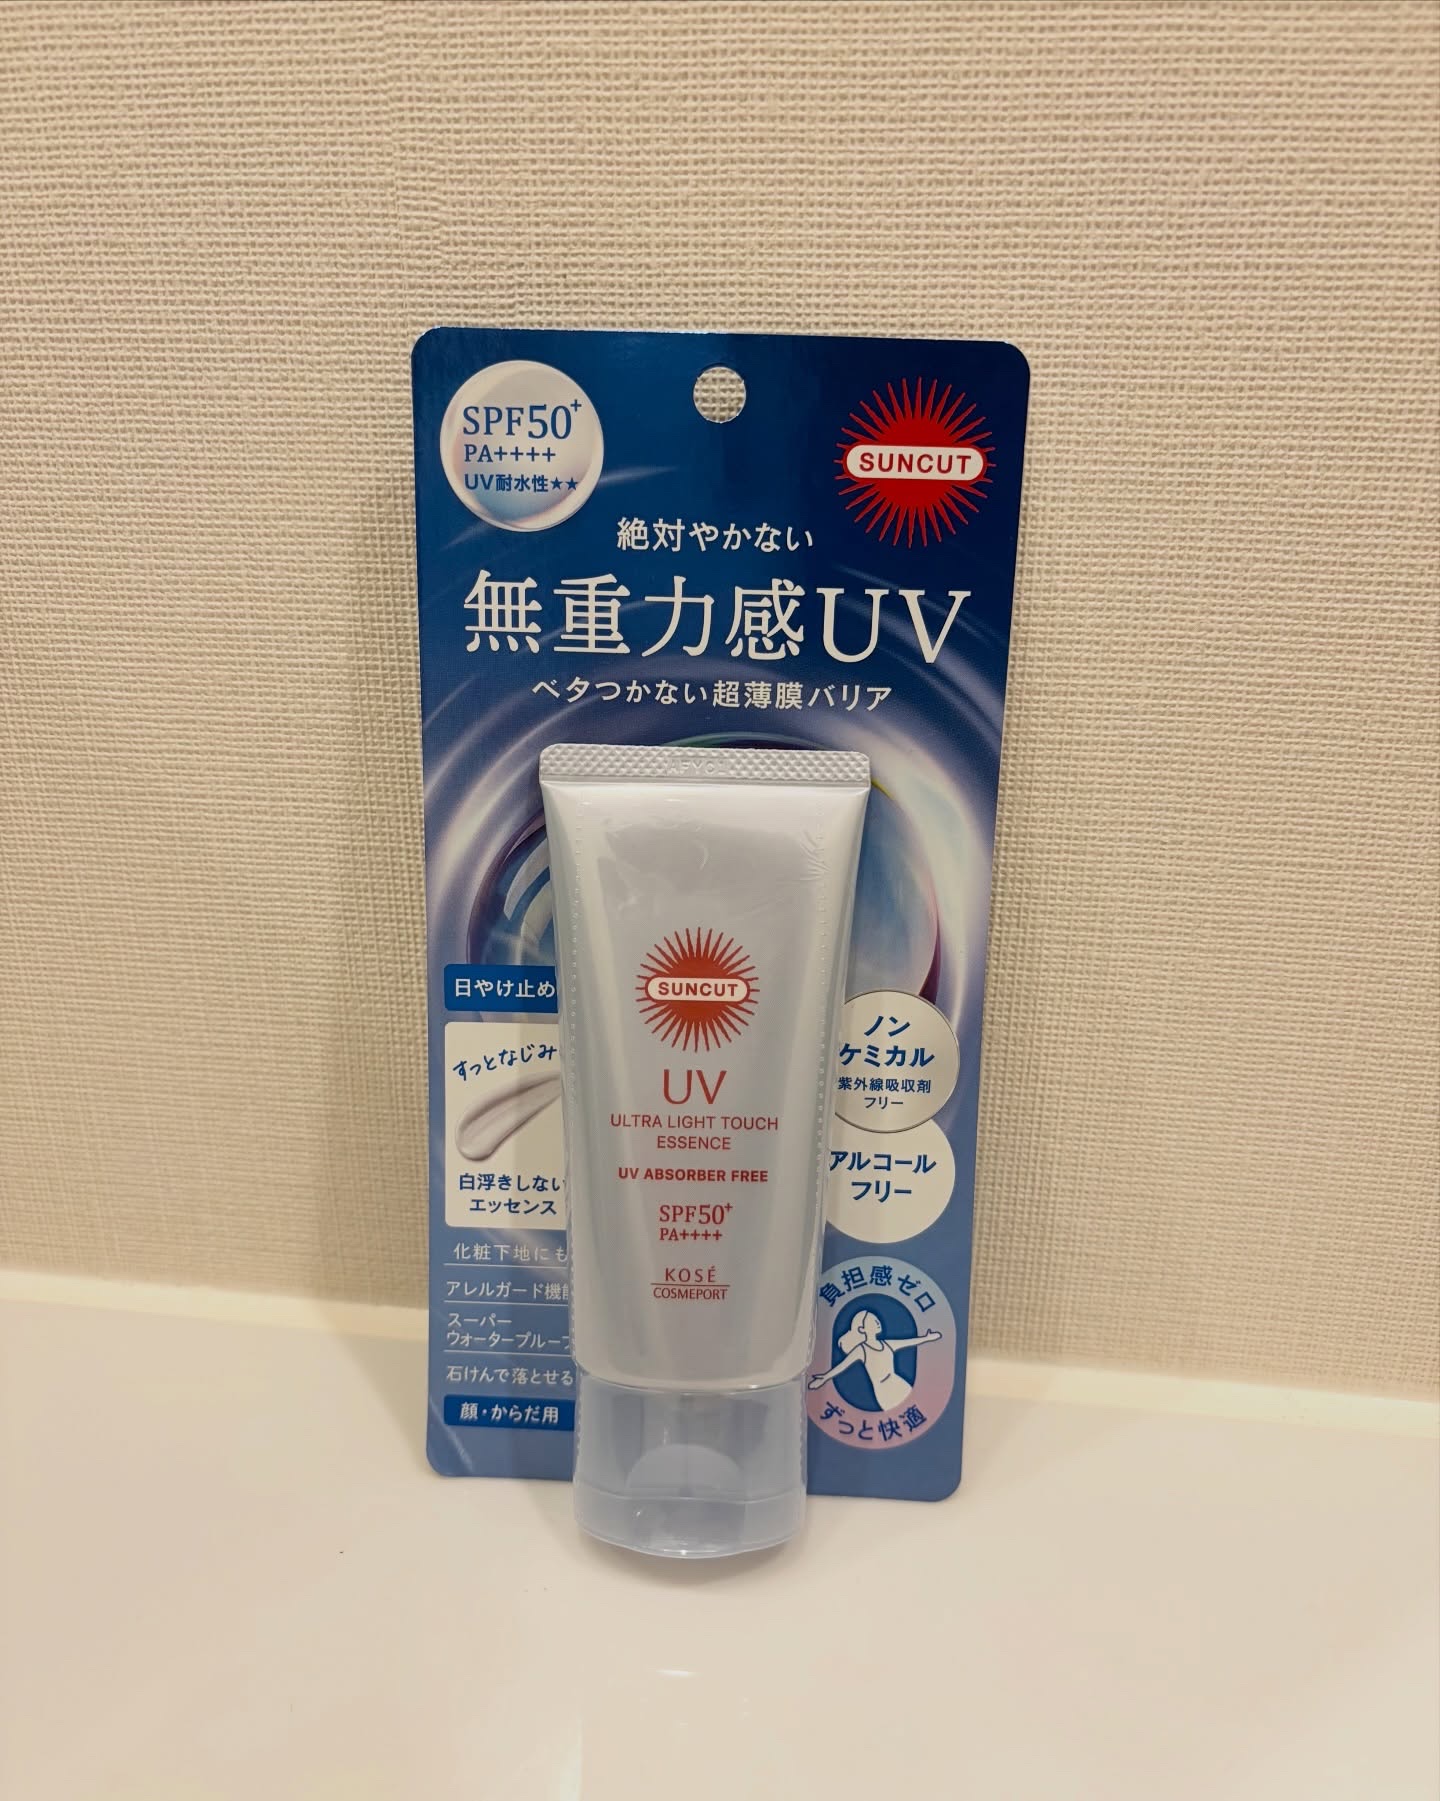 SPF50+
PA++++
UV耐水性★★
SUNCUT
絶対やかない
無重力感UV
ベタつかない超薄膜バリア
日やけ止め
すっとなじみ
白浮きしない
エッセンス
化粧下地にも
アレルガード機能
スーパー
ウォータープルーフ
石けんで落とせる
顔・からだ用
SUNCUT
UV
ULTRA LIGHT TOUCH
ESSENCE
UV ABSORBER FREE
SPF50+
PA++++
KOSÉ
COSMEPORT
ノン
ケミカル
紫外線吸収剤
フリー
アルコール
フリー
負担感ゼロ
ずっと快適